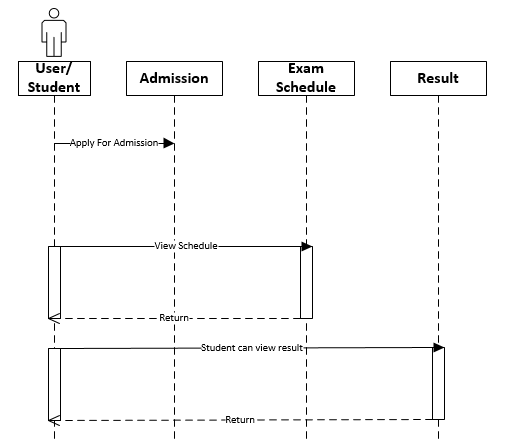 User/
Student
Admission
Exam
Schedule
Result
Apply For Admission
View Schedule
Return
Student can view result
Return